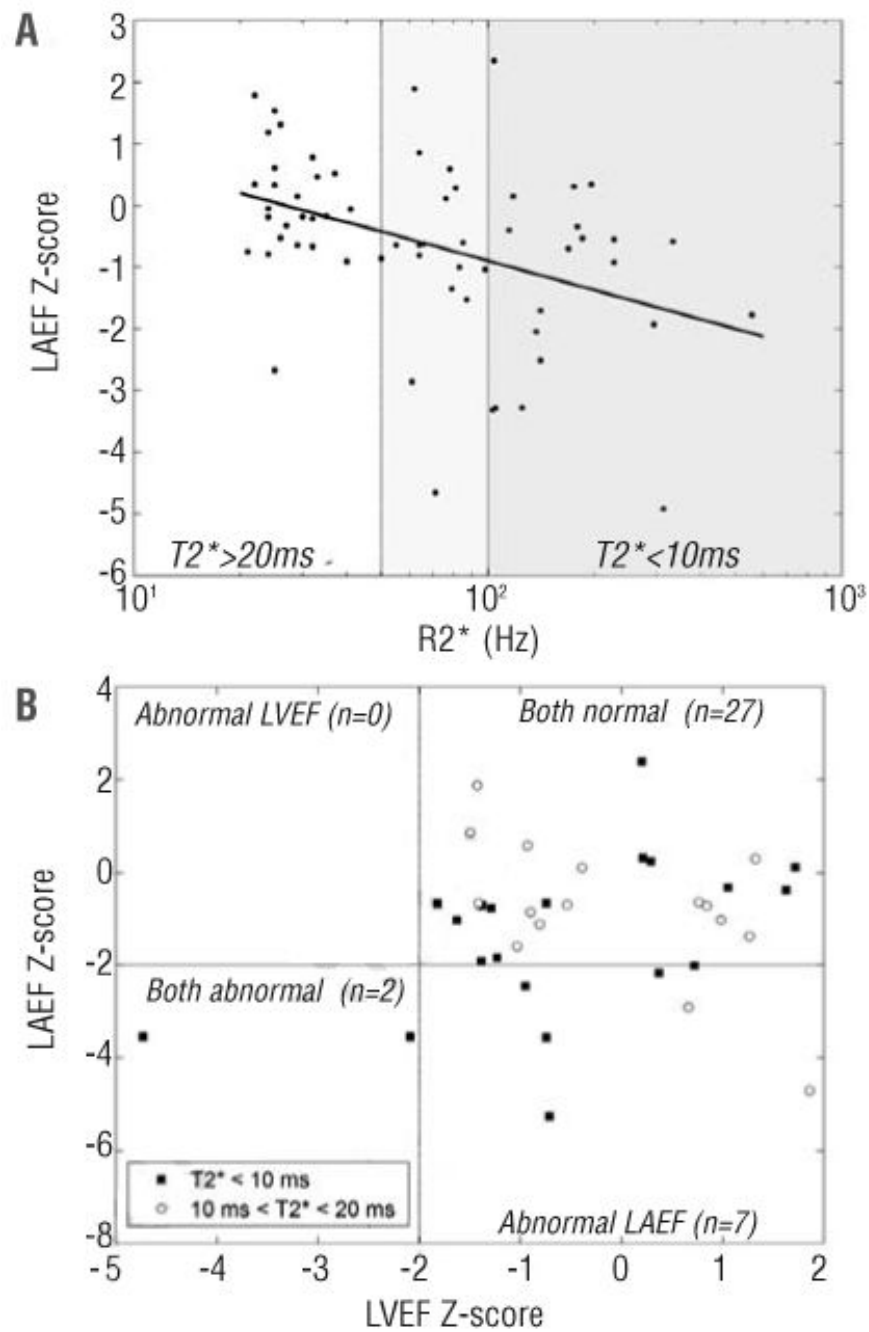 A
3
2
1
0
-1
-2
-3
-4
-5
-6
LAEF Z-score
T2*>20ms
T2*<10ms
10¹
10²
10³
R2* (Hz)
B
4
2
0
-2
-4
-6
-8
LAEF Z-score
Abnormal LVEF (n=0)
Both normal (n=27)
Both abnormal (n=2)
T2* < 10 ms
10 ms < T2* < 20 ms
Abnormal LAEF (n=7)
-5 -4 -3 -2 -1 0 1 2
LVEF Z-score